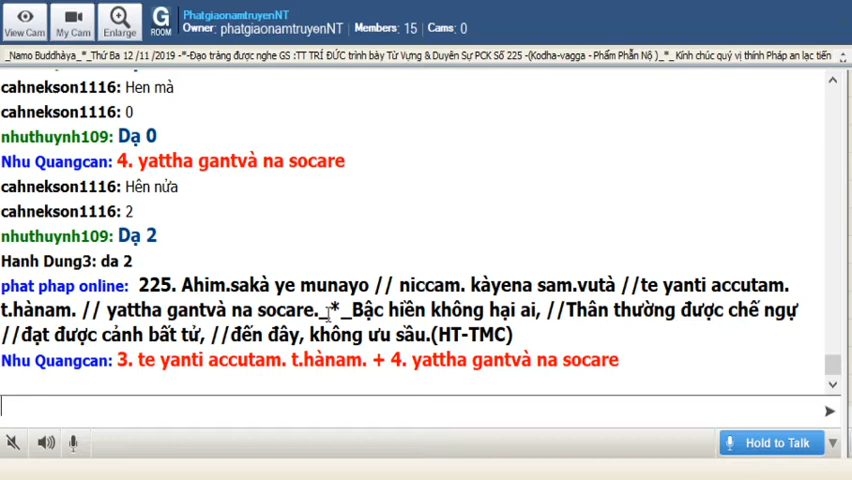 View Cam
My Cam
Enlarge
G
ROOM
PhatgiaonamtruyenNT
Owner: phatgiaonamtruyenNT Members: 15 Cams: 0
_Namo Buddhàya_*_Thứ Ba 12 /11 /2019 -*-Đạo tràng được nghe GS :TT TRÍ ĐỨC trình bày Từ Vựng & Duyên Sự PCK Số 225 -(Kodha-vagga - Phẩm Phẫn Nộ )_*_ Kính chúc quý vị thính Pháp an lạc tiến
cahnekson1116: Hen mà
cahnekson1116: 0
nhuthuynh109: Dạ 0
Nhu Quangcan: 4. yattha gantvà na socare
cahnekson1116: Hên nửa
cahnekson1116: 2
nhuthuynh109: Dạ 2
Hanh Dung3: da 2
phat phap online: 225. Ahim.sakà ye munayo // niccam. kàyena sam.vutà //te yanti accutam.
t.hànam. // yattha gantvà na socare._*_Bậc hiền không hại ai, //Thân thường được chế ngự
//đạt được cảnh bất tử, //đến đây, không ưu sầu.(HT-TMC)
Nhu Quangcan: 3. te yanti accutam. t.hànam. + 4. yattha gantvà na socare
Hold to Talk